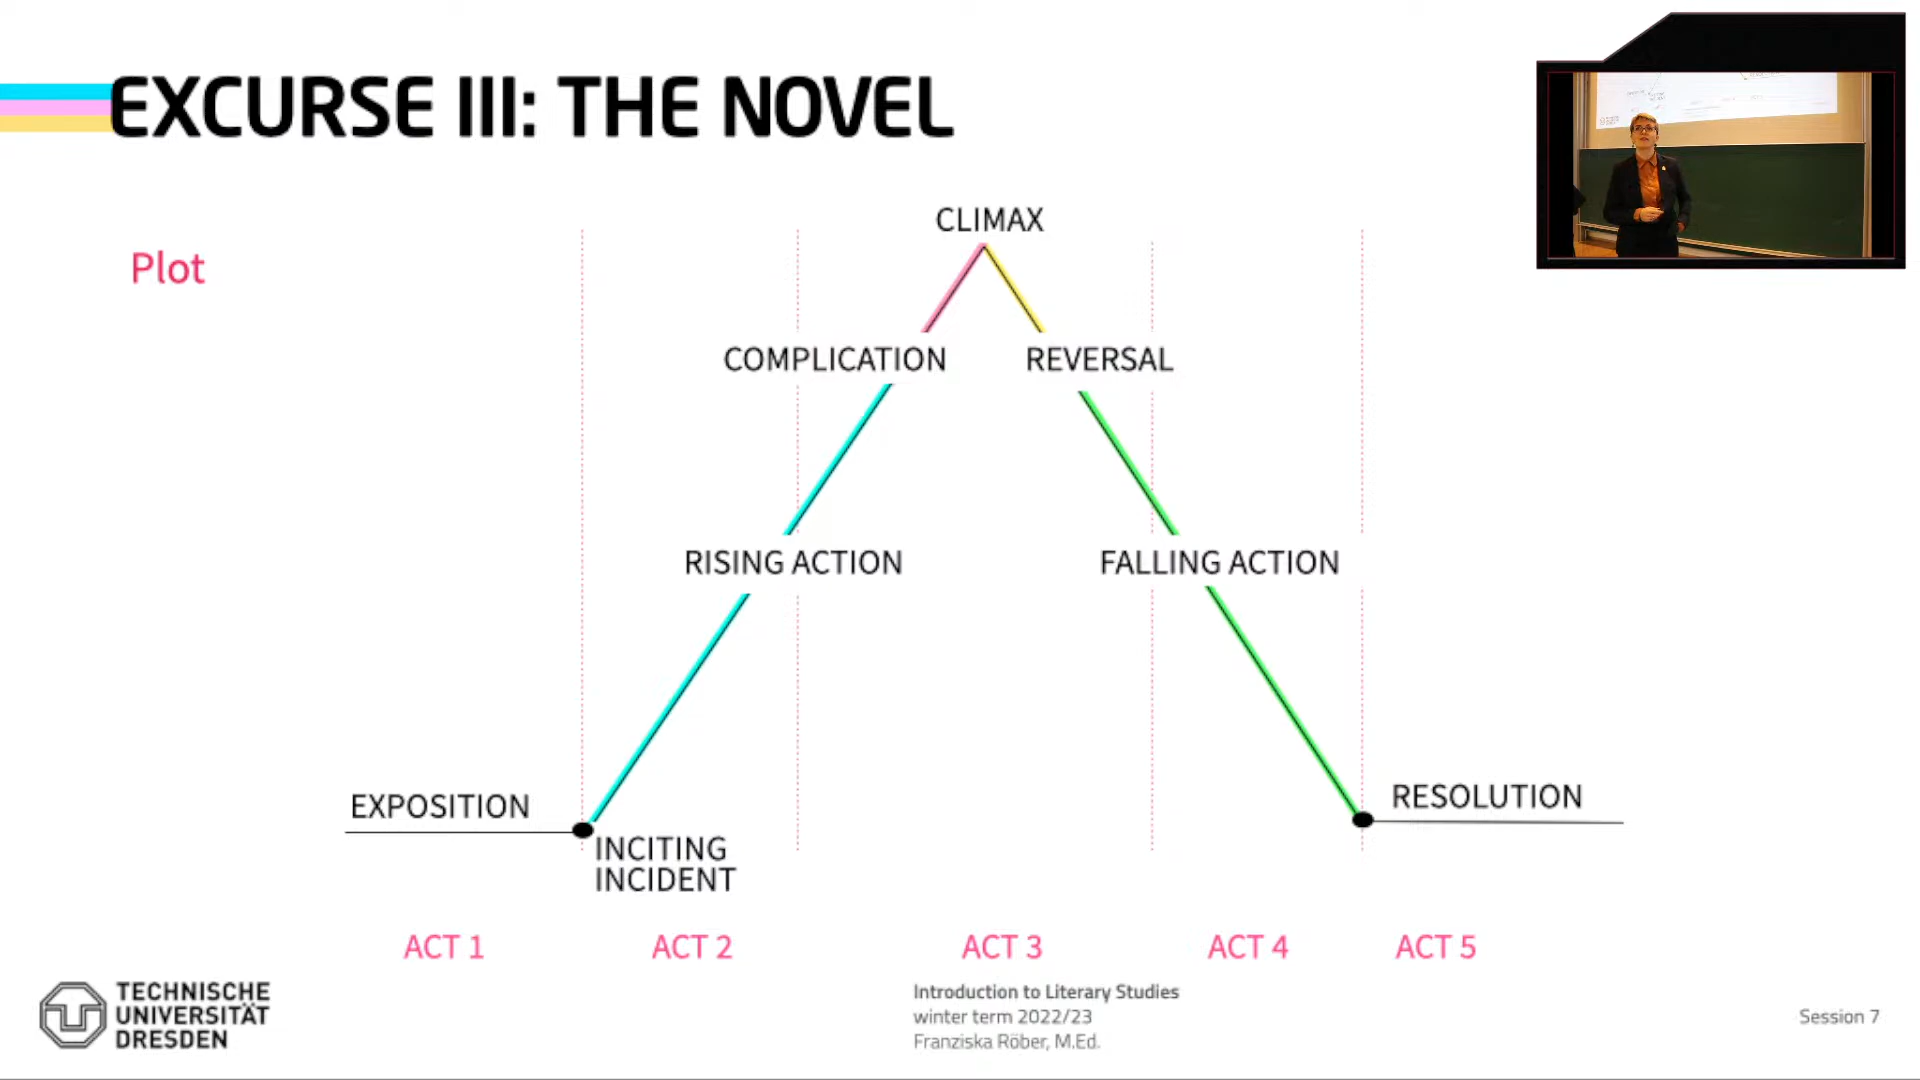 EXCURSE III: THE NOVEL
Plot
CLIMAX
COMPLICATION
REVERSAL
RISING ACTION
FALLING ACTION
EXPOSITION
INCITING
INCIDENT
RESOLUTION
ACT 1
ACT 2
ACT 3
ACT 4
ACT 5
TECHNISCHE
UNIVERSITÄT
DRESDEN
Introduction to Literary Studies
winter term 2022/23
Franziska Röber, M.Ed.
Session 7